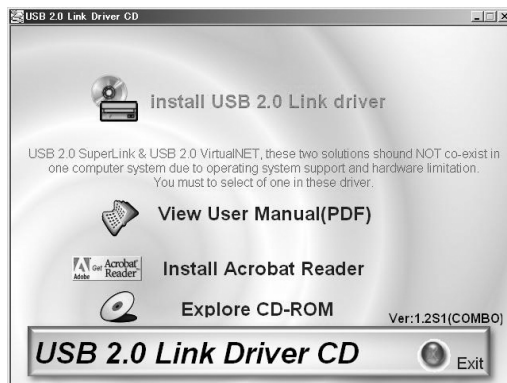 USB 2.0 Link Driver CD
install USB 2.0 Link driver
USB 2.0 SuperLink & USB 2.0 VirtualNET, these two solutions shound NOT co-exist in
one computer system due to operating system support and hardware limitation.
You must to select of one in these driver.
View User Manual(PDF)
Adobe Get Acrobat Reader
Install Acrobat Reader
Explore CD-ROM
Ver:1.2S1(COMBO)
USB 2.0 Link Driver CD
Exit